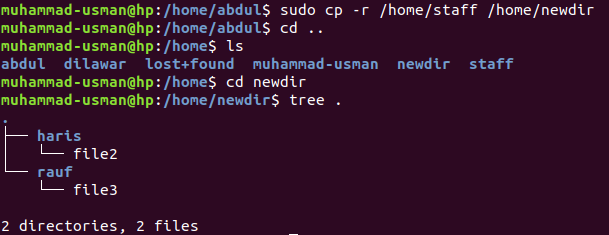 muhammad-usman@hp:/home/abdul$ sudo cp -r /home/staff /home/newdir
muhammad-usman@hp:/home/abdul$ cd ..
muhammad-usman@hp:/home$ ls
abdul  dilawar  lost+found  muhammad-usman  newdir  staff
muhammad-usman@hp:/home$ cd newdir
muhammad-usman@hp:/home/newdir$ tree .
.
├── haris
│   └── file2
└── rauf
    └── file3

2 directories, 2 files